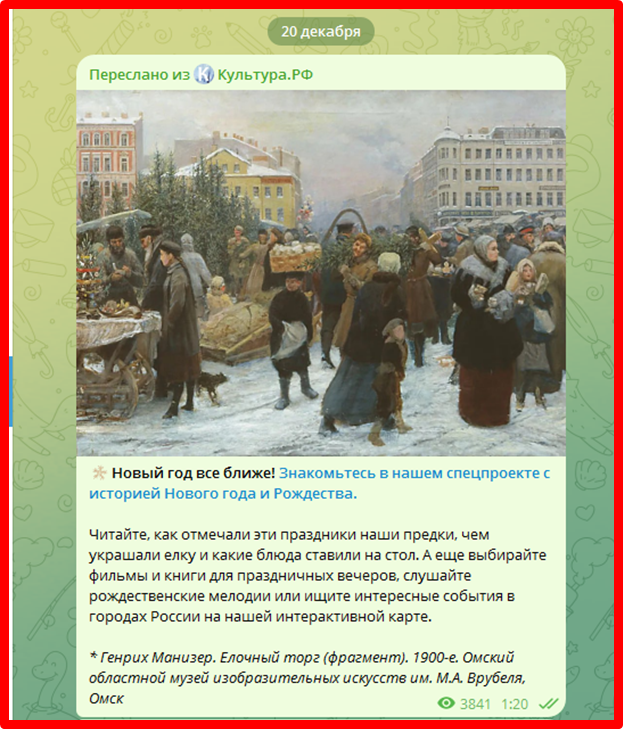 20 декабря
Переслано из Культура.РФ
Новый год все ближе! Знакомьтесь в нашем спецпроекте с
историей Нового года и Рождества.
Читайте, как отмечали эти праздники наши предки, чем
украшали елку и какие блюда ставили на стол. А еще выбирайте
фильмы и книги для праздничных вечеров, слушайте
рождественские мелодии или ищите интересные события в
городах России на нашей интерактивной карте.
* Генрих Манизер. Елочный торг (фрагмент). 1900-е. Омский
областной музей изобразительных искусств им. М.А. Врубеля,
Омск
3841 1:20